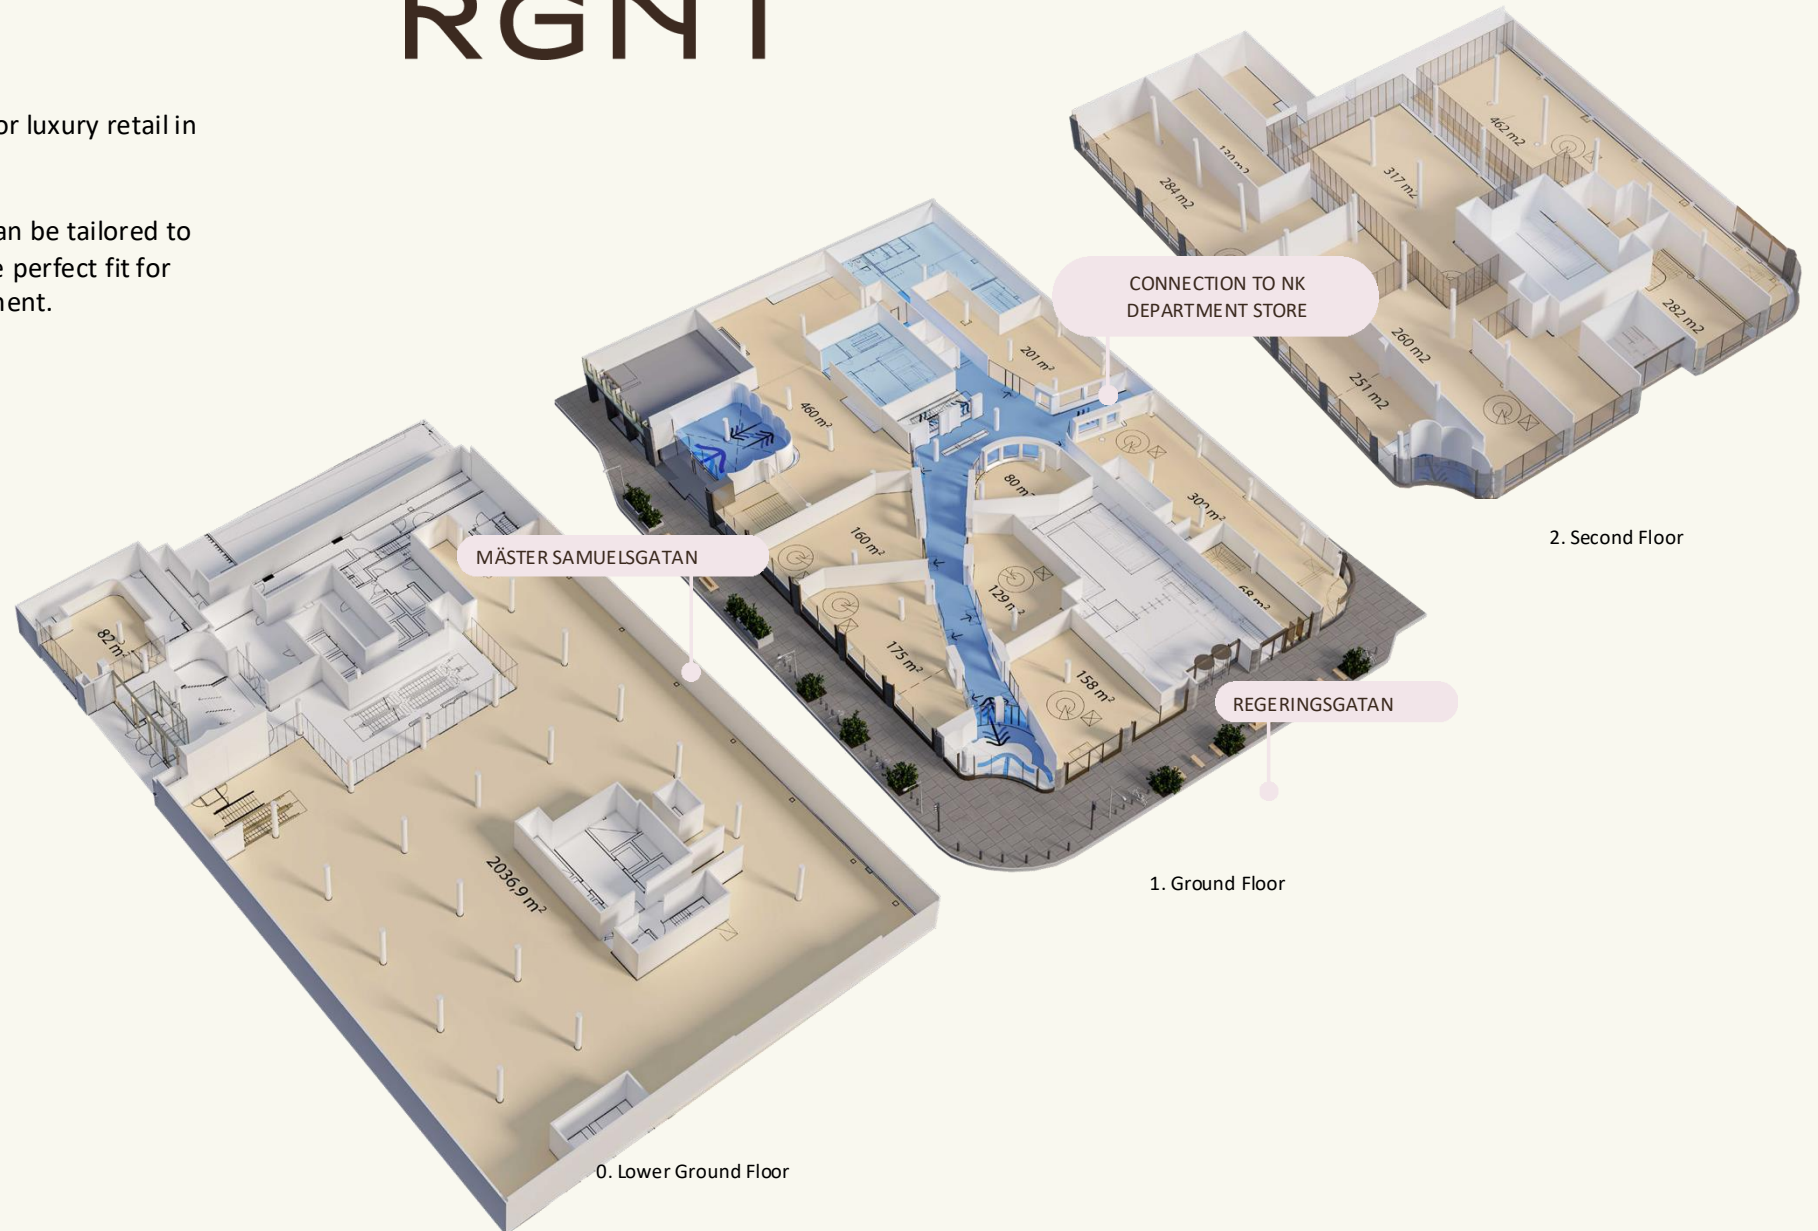 RGNT
or luxury retail in
an be tailored to
e perfect fit for
nent.
CONNECTION TO NK
DEPARTMENT STORE
MÄSTER SAMUELSGATAN
REGERINGSGATAN
462 m2
317 m2
130 m2
284 m2
282 m2
260 m2
251 m2
2. Second Floor
201 m²
460 m²
80 m²
160 m²
129 m²
175 m²
158 m²
68 m²
1. Ground Floor
82 m²
2036,9 m²
0. Lower Ground Floor